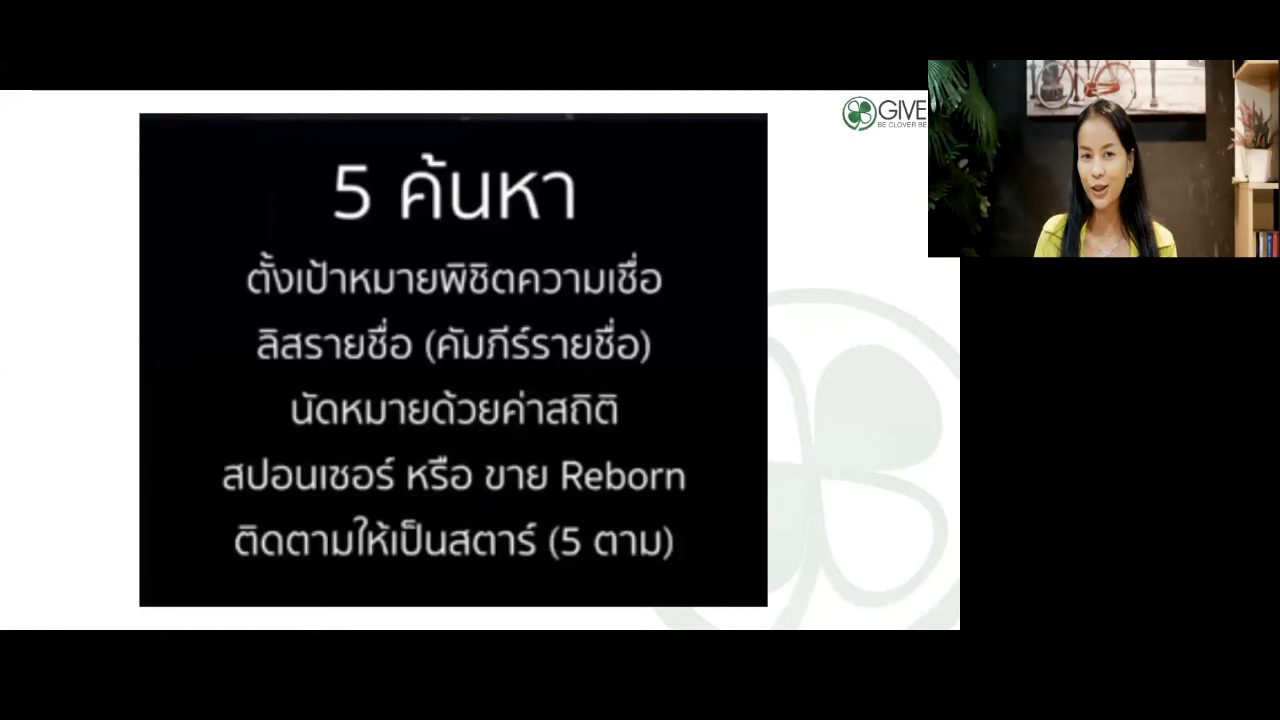 5 ค้นหา
ตั้งเป้าหมายพิชิตความเชื่อ
ลิสรายชื่อ (คัมภีร์รายชื่อ)
นัดหมายด้วยค่าสถิติ
สปอนเซอร์ หรือ ขาย Reborn
ติดตามให้เป็นสตาร์ (5 ตาม)
GIVE
BE CLOVER BE